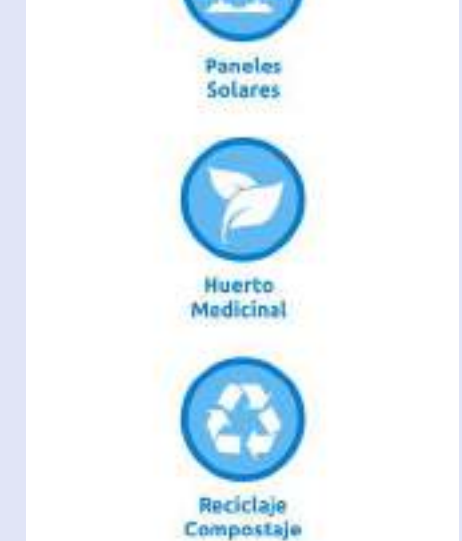 Paneles
Solares
Huerto
Medicinal
Reciclaje
Compostaje